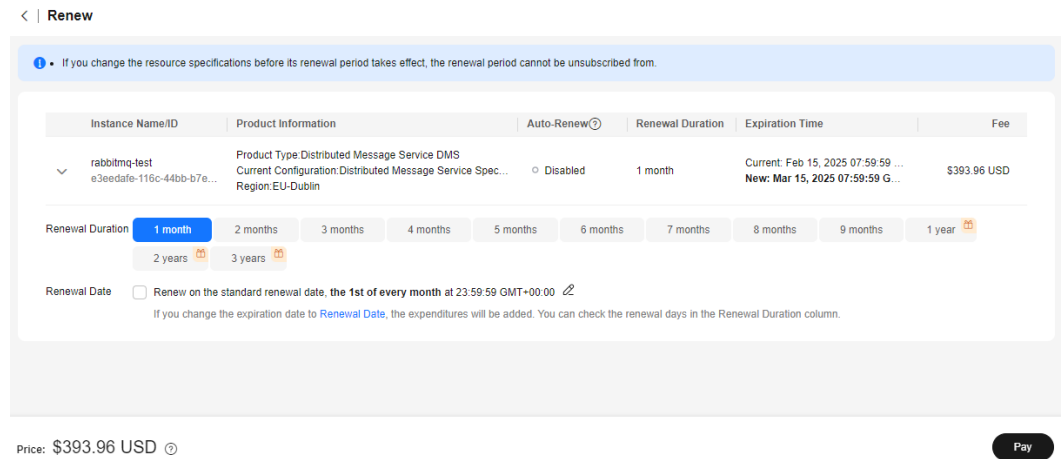 Renew
If you change the resource specifications before its renewal period takes effect, the renewal period cannot be unsubscribed from.
Instance Name/ID Product Information Auto-Renew Renewal Duration Expiration Time Fee
rabbitmq-test
e3eedafe-116c-44bb-b7e...
Product Type:Distributed Message Service DMS
Current Configuration:Distributed Message Service Spec...
Region:EU-Dublin
Disabled
1 month
Current: Feb 15, 2025 07:59:59 ...
New: Mar 15, 2025 07:59:59 G...
$393.96 USD
Renewal Duration 1 month 2 months 3 months 4 months 5 months 6 months 7 months 8 months 9 months 1 year
2 years 3 years
Renewal Date Renew on the standard renewal date, the 1st of every month at 23:59:59 GMT+00:00
If you change the expiration date to Renewal Date, the expenditures will be added. You can check the renewal days in the Renewal Duration column.
Price: $393.96 USD
Pay